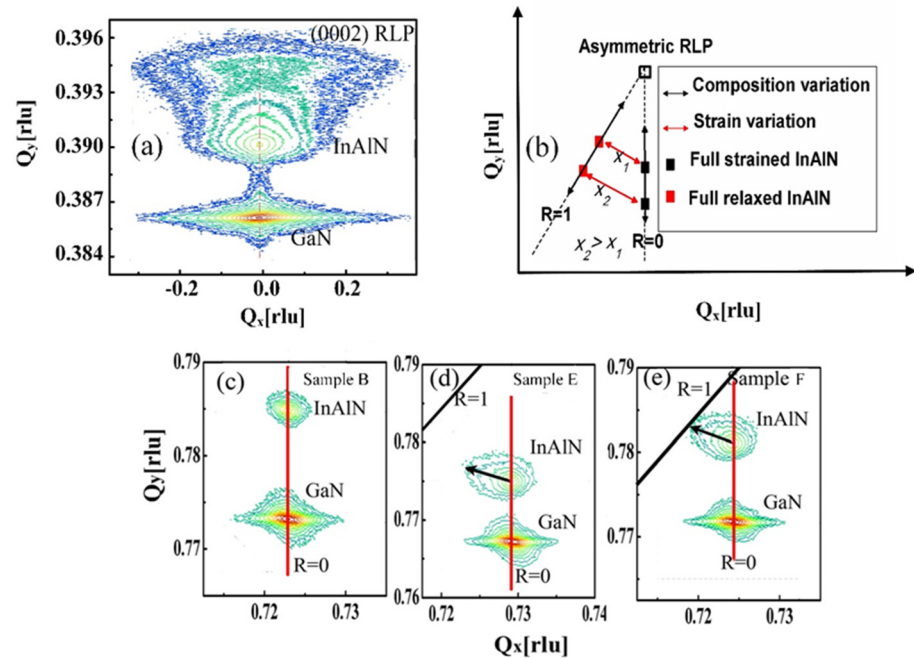 (a)
(0002) RLP
InAlN
GaN
0.396
0.393
0.390
0.387
0.384
Qy[rlu]
-0.2
0.0
0.2
Qx[rlu]
(b)
Asymmetric RLP
Composition variation
Strain variation
Full strained InAlN
Full relaxed InAlN
x1
x2
R=1
R=0
x2> x1
Qy[rlu]
Qx[rlu]
(c)
Sample B
InAlN
GaN
R=0
0.79
0.78
0.77
Qy[rlu]
0.72
0.73
(d)
Sample E
R=1
InAlN
GaN
R=0
0.79
0.78
0.77
0.76
0.72
0.73
0.74
Qx[rlu]
(e)
Sample F
R=1
InAlN
GaN
R=0
0.79
0.78
0.77
0.72
0.73